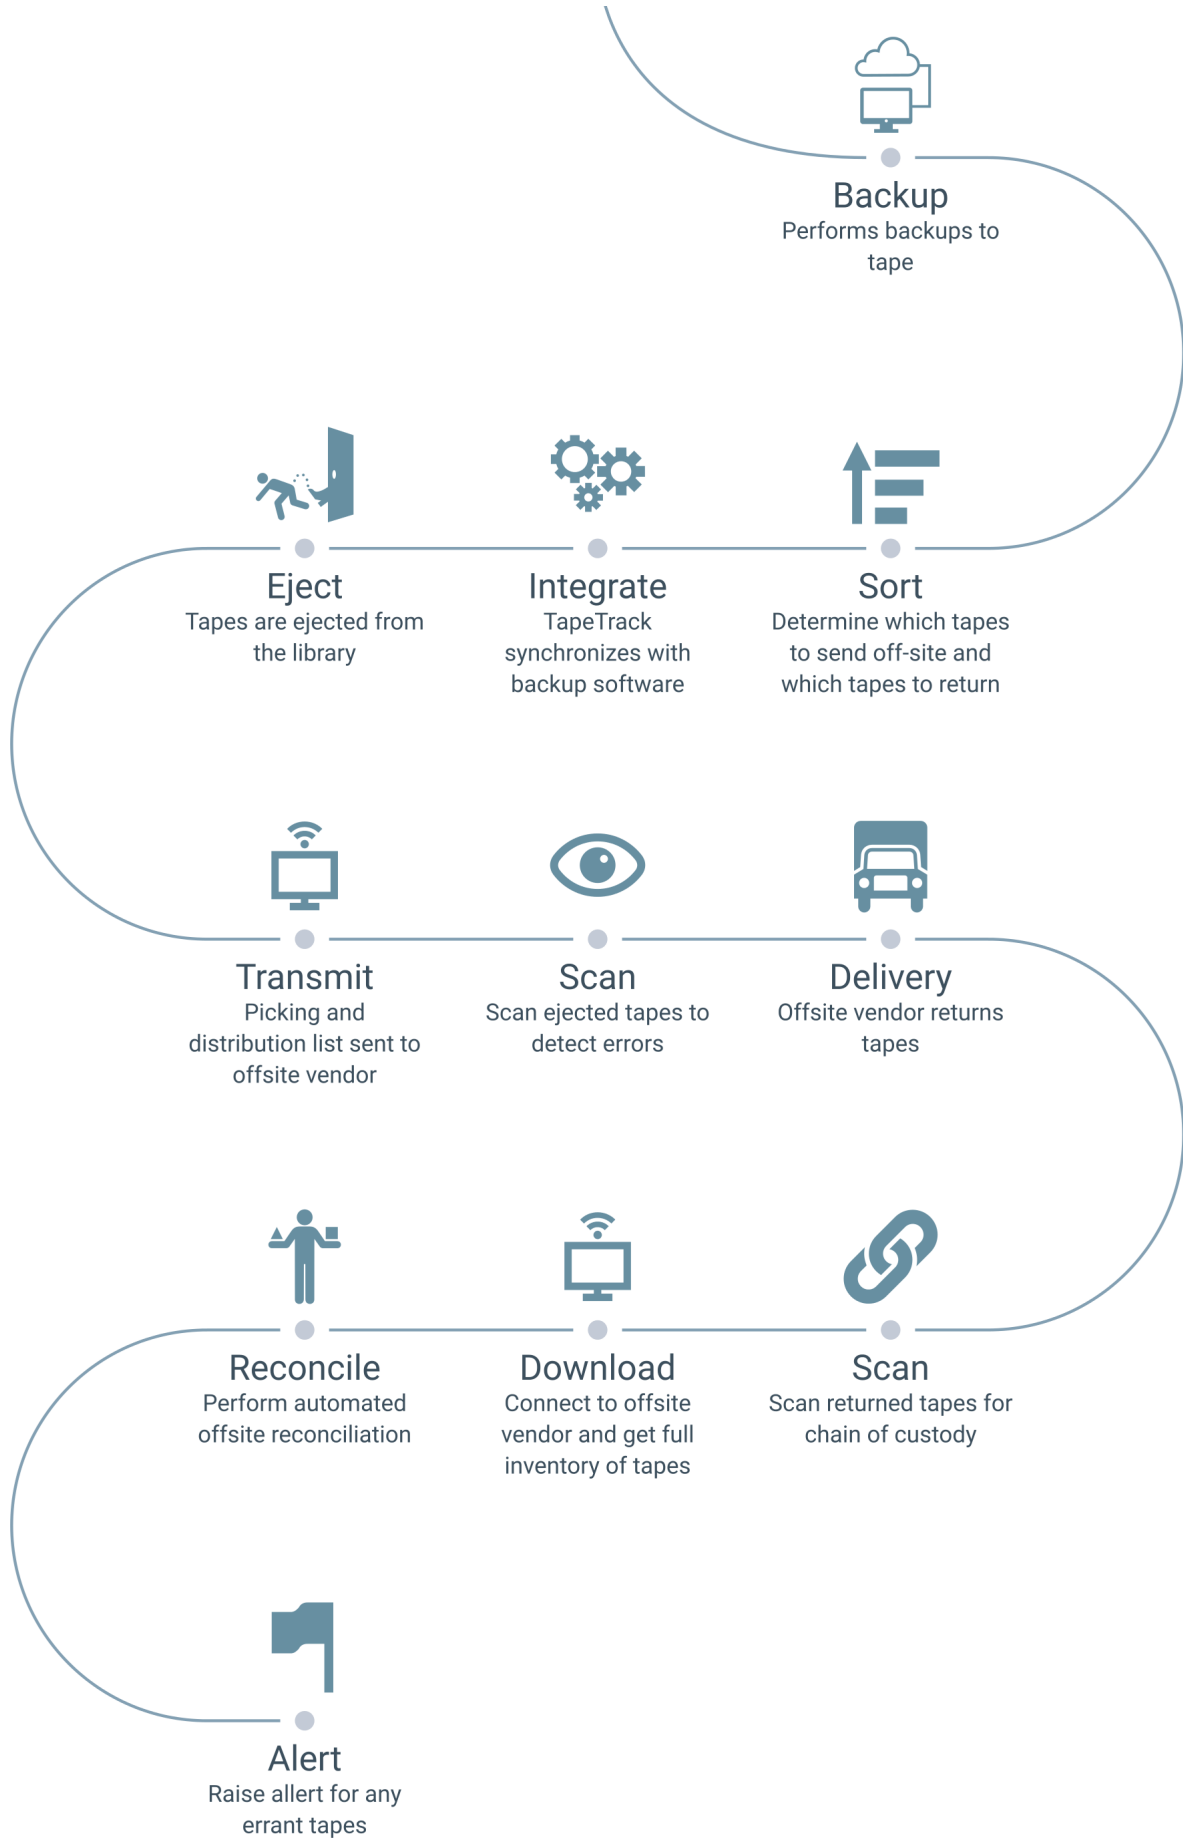 Backup
Performs backups to
tape
Sort
Determine which tapes
to send off-site and
which tapes to return
Integrate
TapeTrack
synchronizes with
backup software
Eject
Tapes are ejected from
the library
Transmit
Picking and
distribution list sent to
offsite vendor
Scan
Scan ejected tapes to
detect errors
Delivery
Offsite vendor returns
tapes
Scan
Scan returned tapes for
chain of custody
Download
Connect to offsite
vendor and get full
inventory of tapes
Reconcile
Perform automated
offsite reconciliation
Alert
Raise allert for any
errant tapes